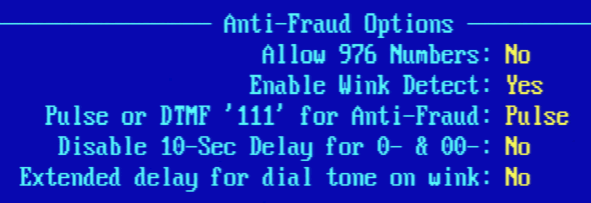 Anti-Fraud Options
Allow 976 Numbers: No
Enable Wink Detect: Yes
Pulse or DTMF '111' for Anti-Fraud: Pulse
Disable 10-Sec Delay for 0- & 00-: No
Extended delay for dial tone on wink: No